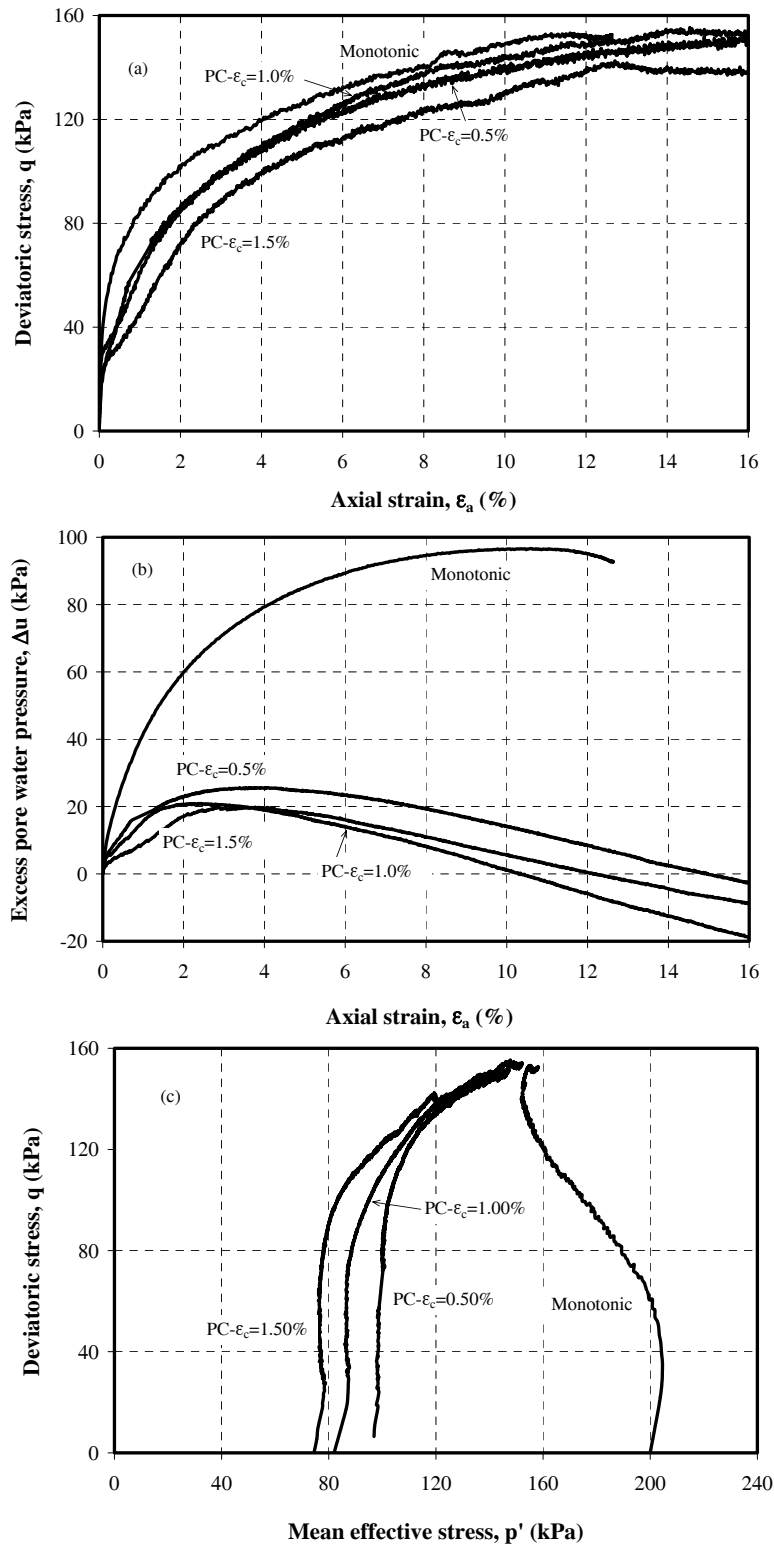 160
120
80
40
0
Deviatoric stress, q (kPa)
(a)
Monotonic
PC-εc=1.0%
PC-εc=0.5%
PC-εc=1.5%
0 2 4 6 8 10 12 14 16
Axial strain, εa (%)
100
80
60
40
20
0
-20
Excess pore water pressure, Δu (kPa)
(b)
Monotonic
PC-εc=0.5%
PC-εc=1.5%
PC-εc=1.0%
0 2 4 6 8 10 12 14 16
Axial strain, εa (%)
160
120
80
40
0
Deviatoric stress, q (kPa)
(c)
PC-εc=1.00%
PC-εc=0.50%
Monotonic
PC-εc=1.50%
0 40 80 120 160 200 240
Mean effective stress, p' (kPa)